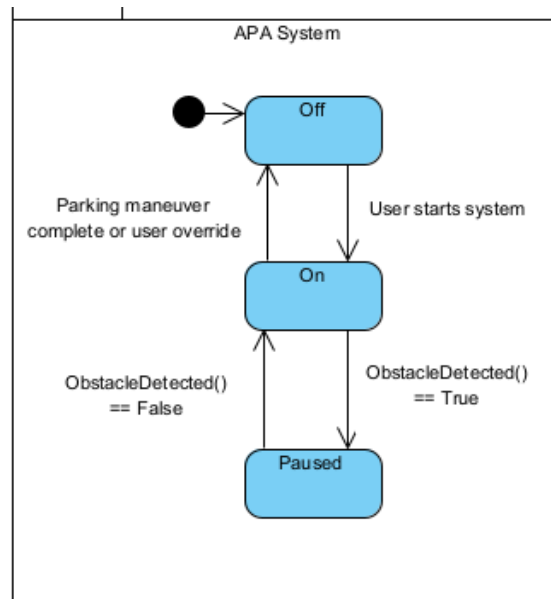 APA System
Off
Parking maneuver
complete or user override
User starts system
On
ObstacleDetected()
== False
ObstacleDetected()
== True
Paused